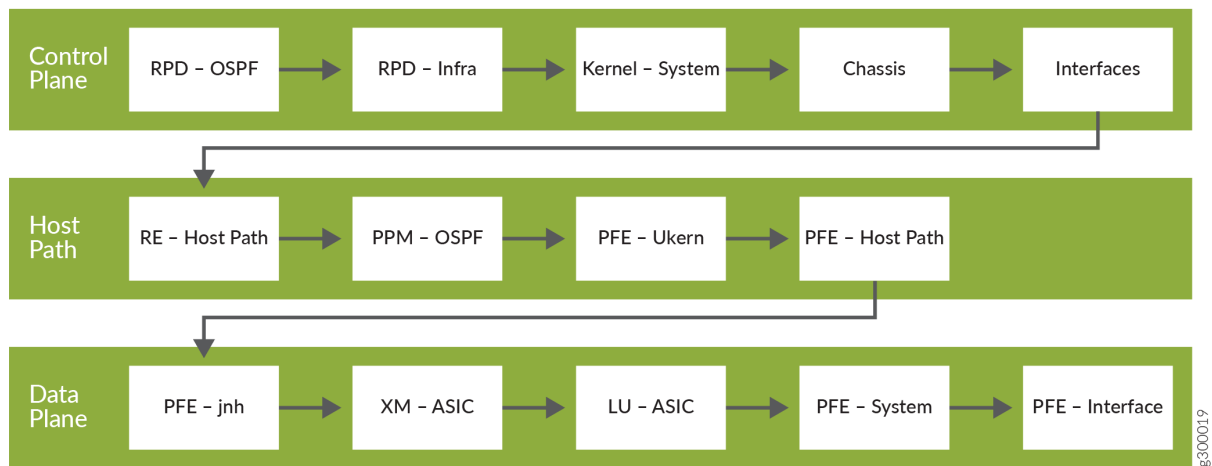 Control
Plane
RPD – OSPF
RPD – Infra
Kernel – System
Chassis
Interfaces
Host
Path
RE – Host Path
PPM – OSPF
PFE – Ukern
PFE – Host Path
Data
Plane
PFE – jnh
XM – ASIC
LU – ASIC
PFE – System
PFE – Interface
g300019